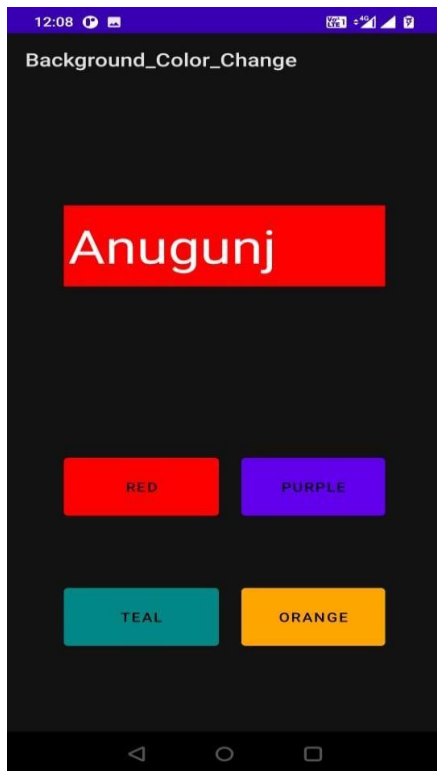 12:08
Background_Color_Change
Anugunj
RED PURPLE
TEAL ORANGE